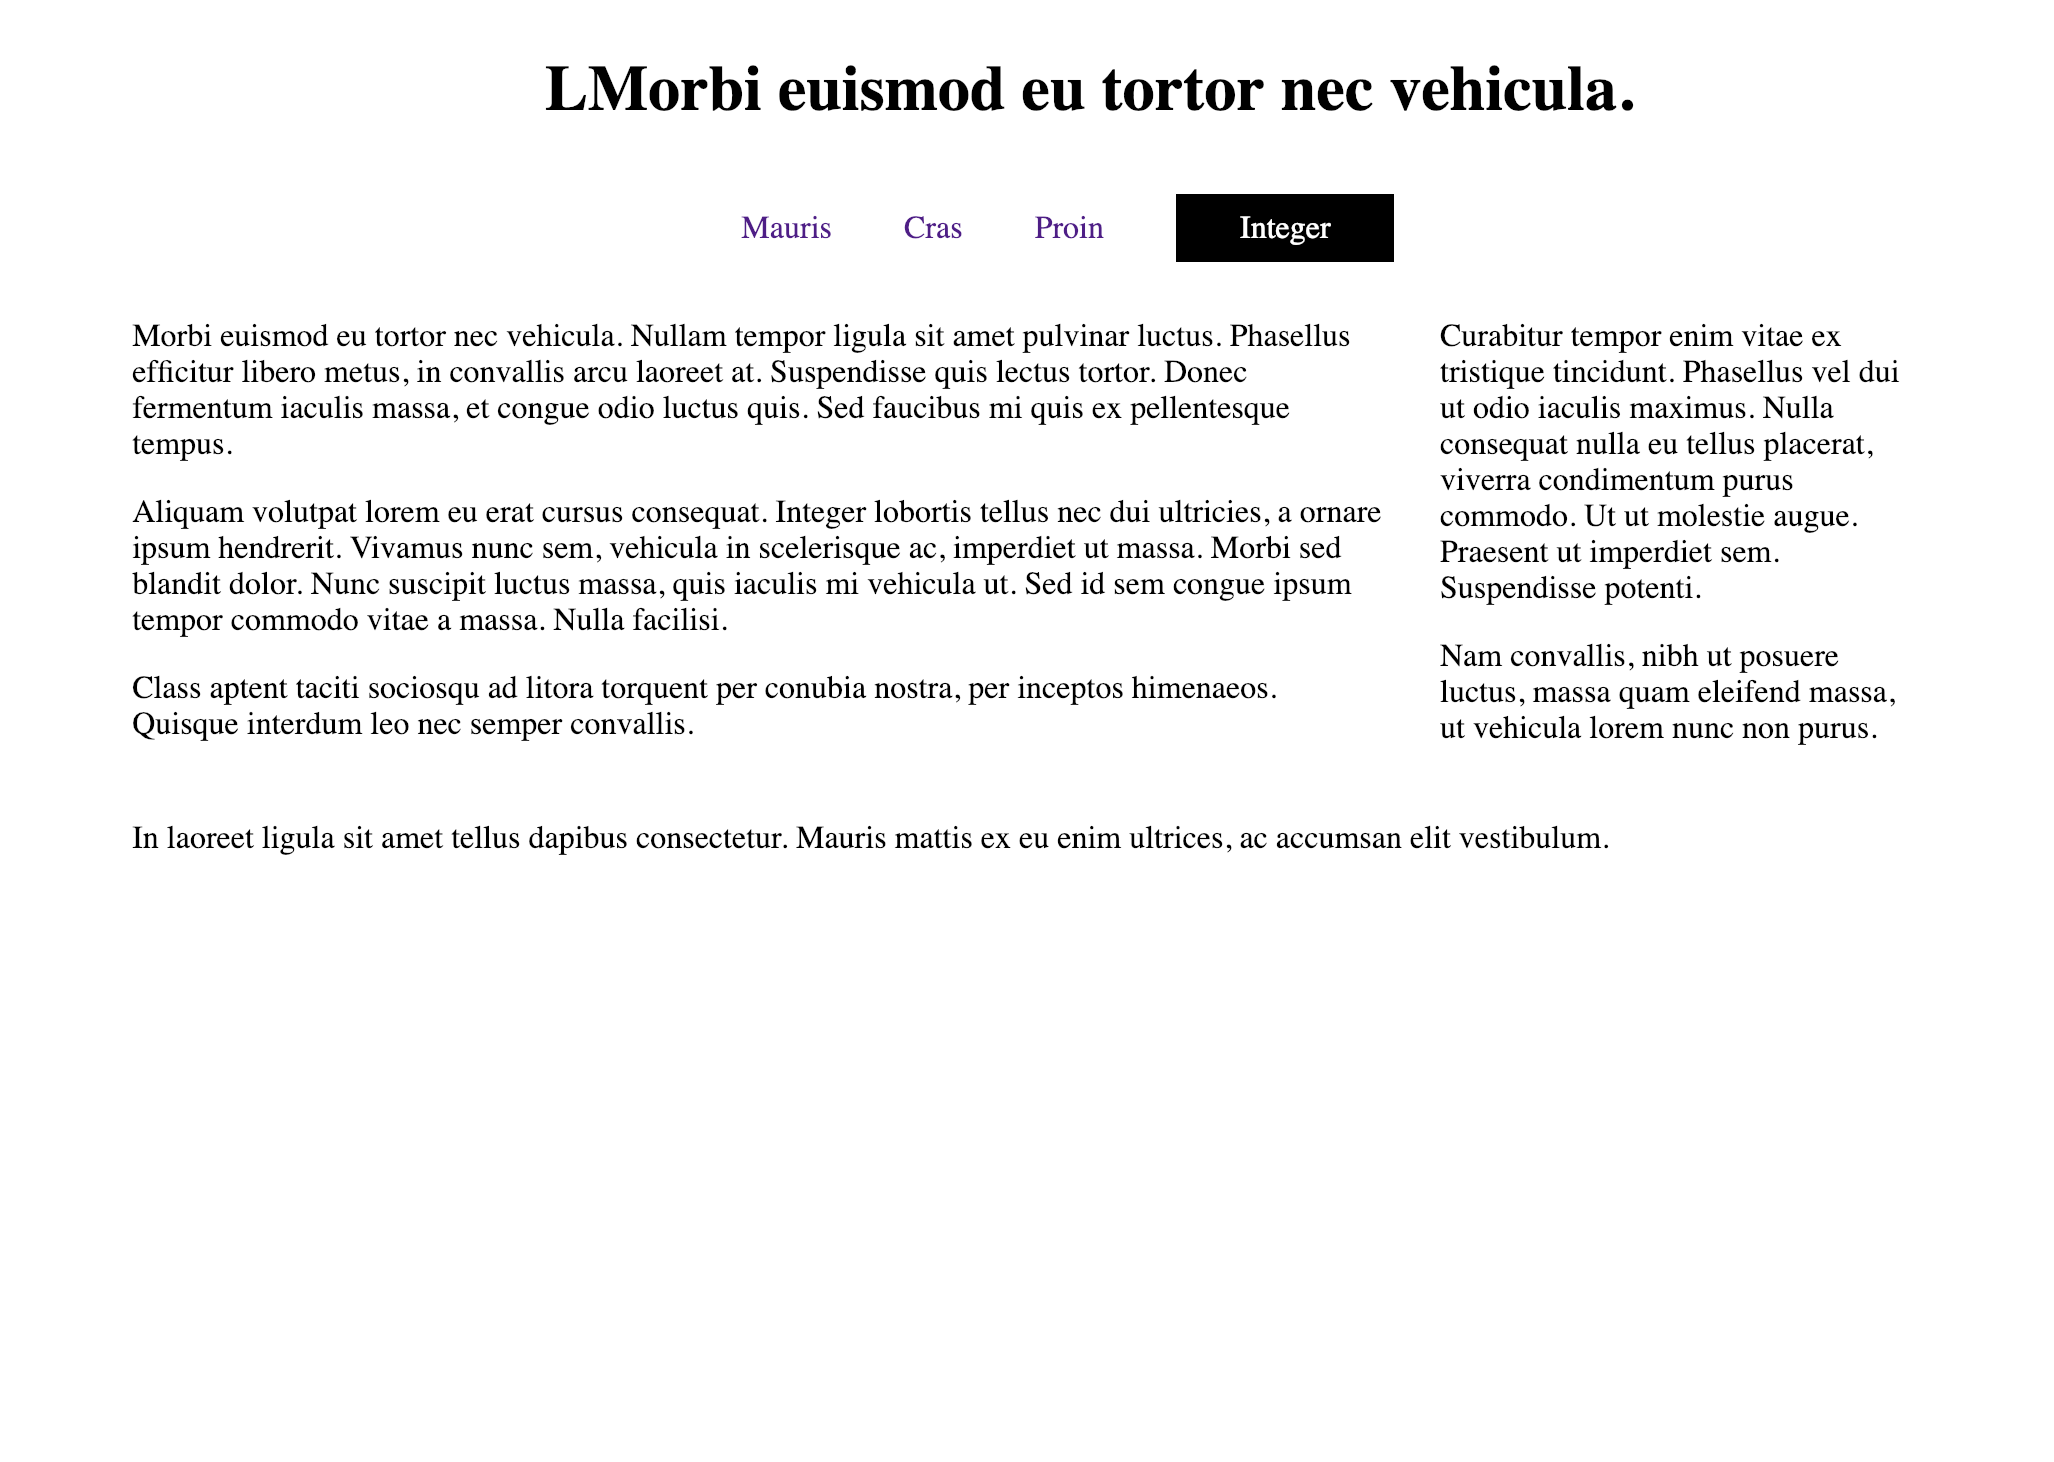 LMorbi euismod eu tortor nec vehicula.
Mauris Cras Proin Integer
Morbi euismod eu tortor nec vehicula. Nullam tempor ligula sit amet pulvinar luctus. Phasellus
efficitur libero metus, in convallis arcu laoreet at. Suspendisse quis lectus tortor. Donec
fermentum iaculis massa, et congue odio luctus quis. Sed faucibus mi quis ex pellentesque
tempus.
Aliquam volutpat lorem eu erat cursus consequat. Integer lobortis tellus nec dui ultricies, a ornare
ipsum hendrerit. Vivamus nunc sem, vehicula in scelerisque ac, imperdiet ut massa. Morbi sed
blandit dolor. Nunc suscipit luctus massa, quis iaculis mi vehicula ut. Sed id sem congue ipsum
tempor commodo vitae a massa. Nulla facilisi.
Class aptent taciti sociosqu ad litora torquent per conubia nostra, per inceptos himenaeos.
Quisque interdum leo nec semper convallis.
Curabitur tempor enim vitae ex
tristique tincidunt. Phasellus vel dui
ut odio iaculis maximus. Nulla
consequat nulla eu tellus placerat,
viverra condimentum purus
commodo. Ut ut molestie augue.
Praesent ut imperdiet sem.
Suspendisse potenti.
Nam convallis, nibh ut posuere
luctus, massa quam eleifend massa,
ut vehicula lorem nunc non purus.
In laoreet ligula sit amet tellus dapibus consectetur. Mauris mattis ex eu enim ultrices, ac accumsan elit vestibulum.